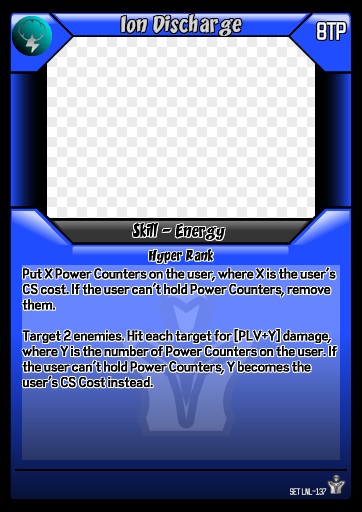 Ion Discharge
8TP
Skill - Energy
Hyper Rank
Put X Power Counters on the user, where X is the user's
CS cost. If the user can't hold Power Counters, remove
them.
Target 2 enemies. Hit each target for [PLV+Y] damage,
where Y is the number of Power Counters on the user. If
the user can't hold Power Counters, Y becomes the
user's CS Cost instead.
SET LNL-137